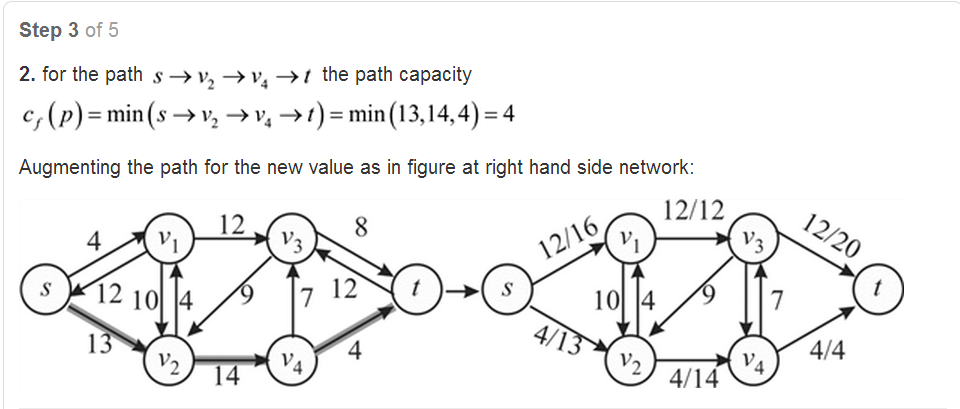 Step 3 of 5
2. for the path s → v₂ → v₄ → t the path capacity
c_f(p) = min(s → v₂ → v₄ → t) = min(13,14,4) = 4
Augmenting the path for the new value as in figure at right hand side network:
12 8 12/12
4 v₁ v₃ 12/16 v₁ v₃ 12/20
s 12 10 4 9 7 12 t s 10 4 9 7 t
13 v₂ v₄ 4 4/13 v₂ v₄ 4/4
14 4/14